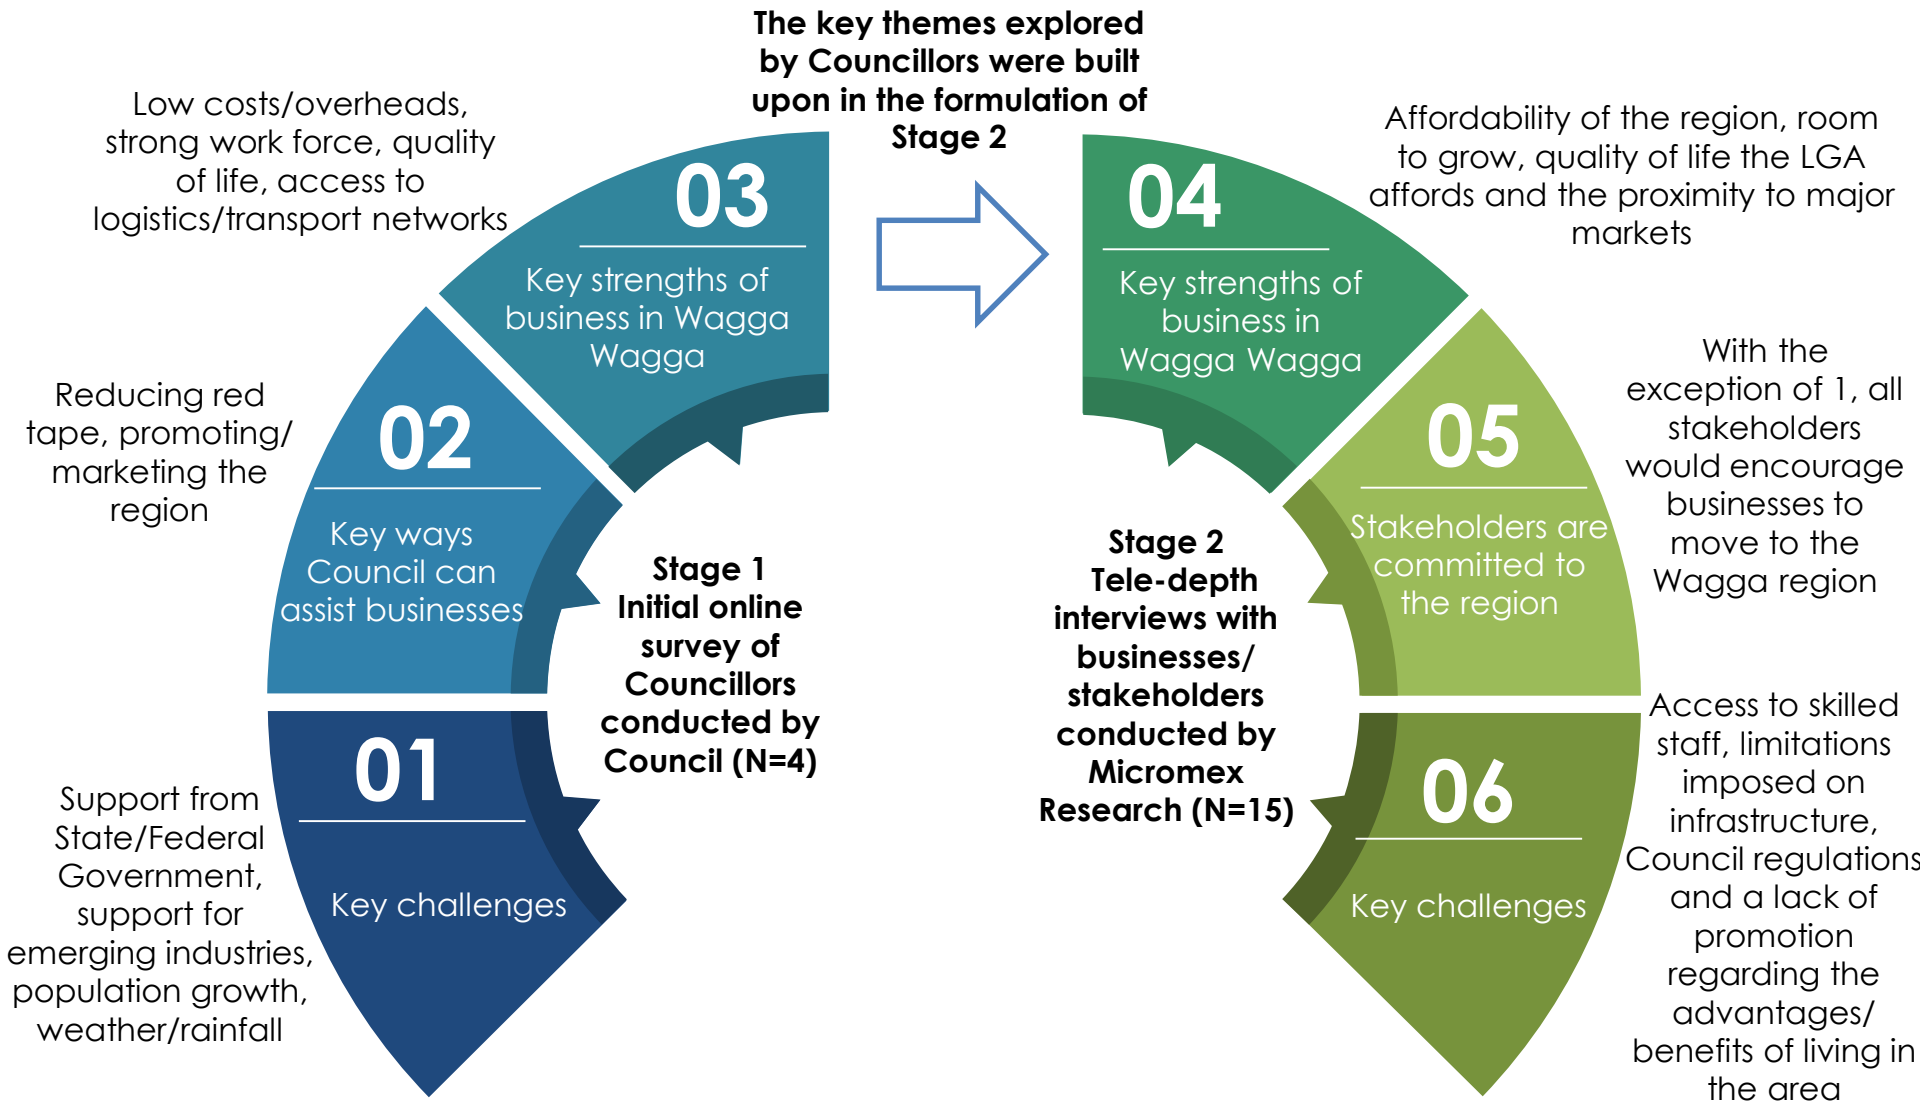 The key themes explored
by Councillors were built
upon in the formulation of
Stage 2
Low costs/overheads,
strong work force, quality
of life, access to
logistics/transport networks
03
Key strengths of
business in Wagga
Wagga
Reducing red
tape, promoting/
marketing the
region
02
Key ways
Council can
assist businesses
Support from
State/Federal
Government,
support for
emerging industries,
population growth,
weather/rainfall
01
Key challenges
Stage 1
Initial online
survey of
Councillors
conducted by
Council (N=4)
04
Key strengths of
business in
Wagga Wagga
Affordability of the region, room
to grow, quality of life the LGA
affords and the proximity to major
markets
05
Stakeholders are
committed to
the region
With the
exception of 1, all
stakeholders
would encourage
businesses to
move to the
Wagga region
Stage 2
Tele-depth
interviews with
businesses/
stakeholders
conducted by
Micromex
Research (N=15)
06
Key challenges
Access to skilled
staff, limitations
imposed on
infrastructure,
Council regulations
and a lack of
promotion
regarding the
advantages/
benefits of living in
the area